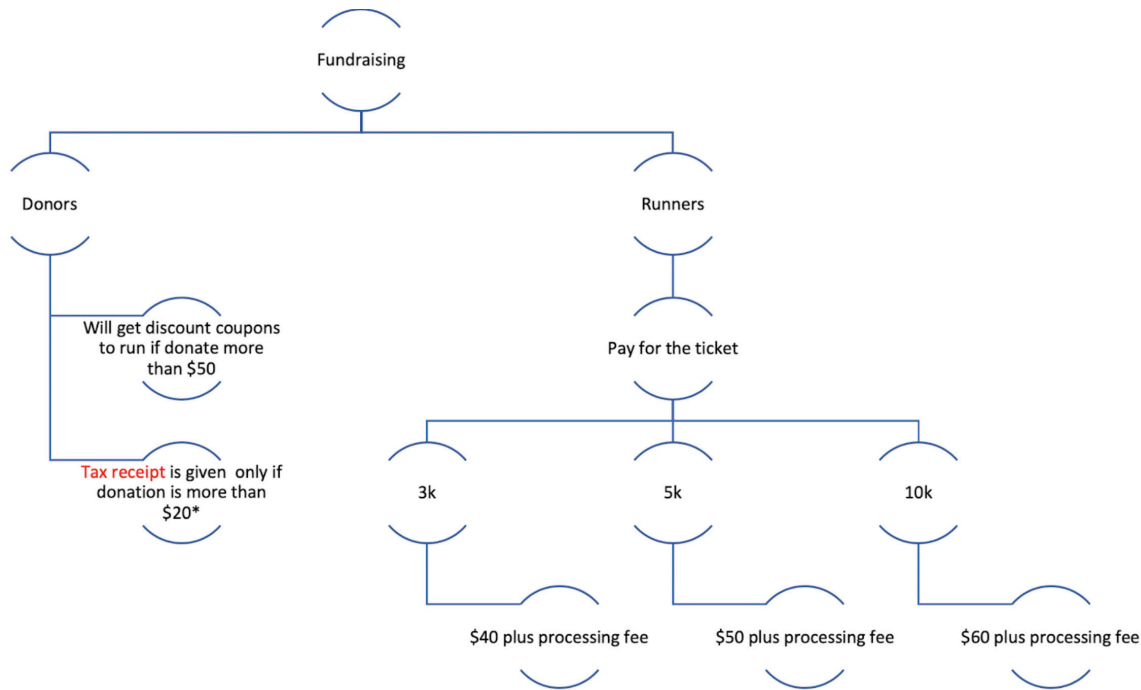 Fundraising
Donors
Runners
Will get discount coupons
to run if donate more
than $50
Pay for the ticket
Tax receipt is given  only if
donation is more than
$20*
3k
5k
10k
$40 plus processing fee
$50 plus processing fee
$60 plus processing fee